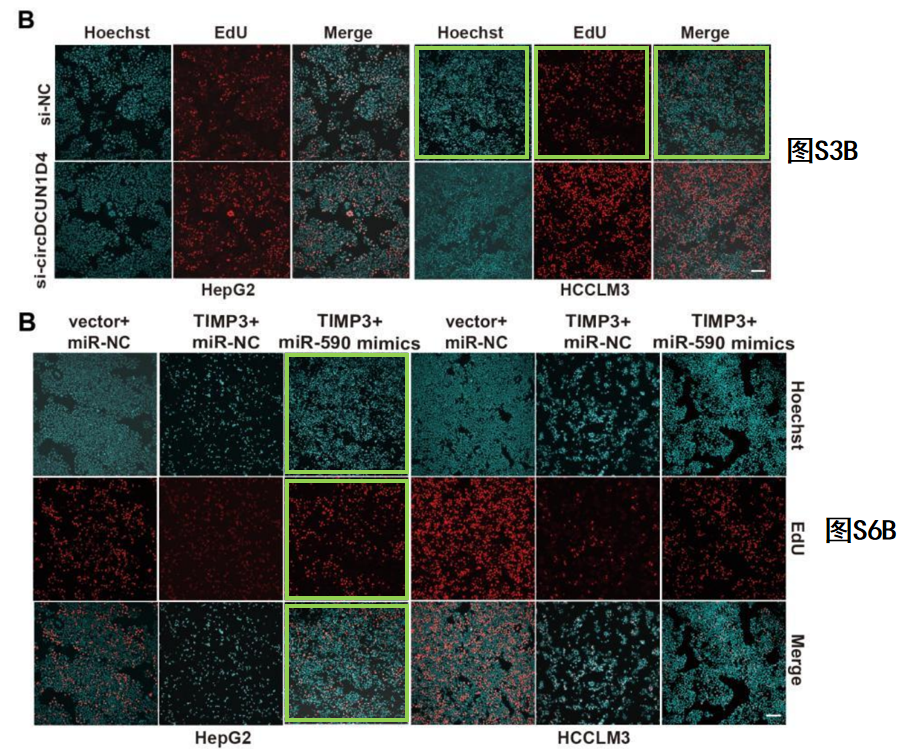 B
Hoechst EdU Merge Hoechst EdU Merge
si-NC
图S3B
si-circDCUN1D4
HepG2 HCCLM3
B
vector+ TIMP3+ TIMP3+ vector+ TIMP3+ TIMP3+
miR-NC miR-NC miR-590 mimics miR-NC miR-NC miR-590 mimics
Hoechst
EdU
图S6B
Merge
HepG2 HCCLM3